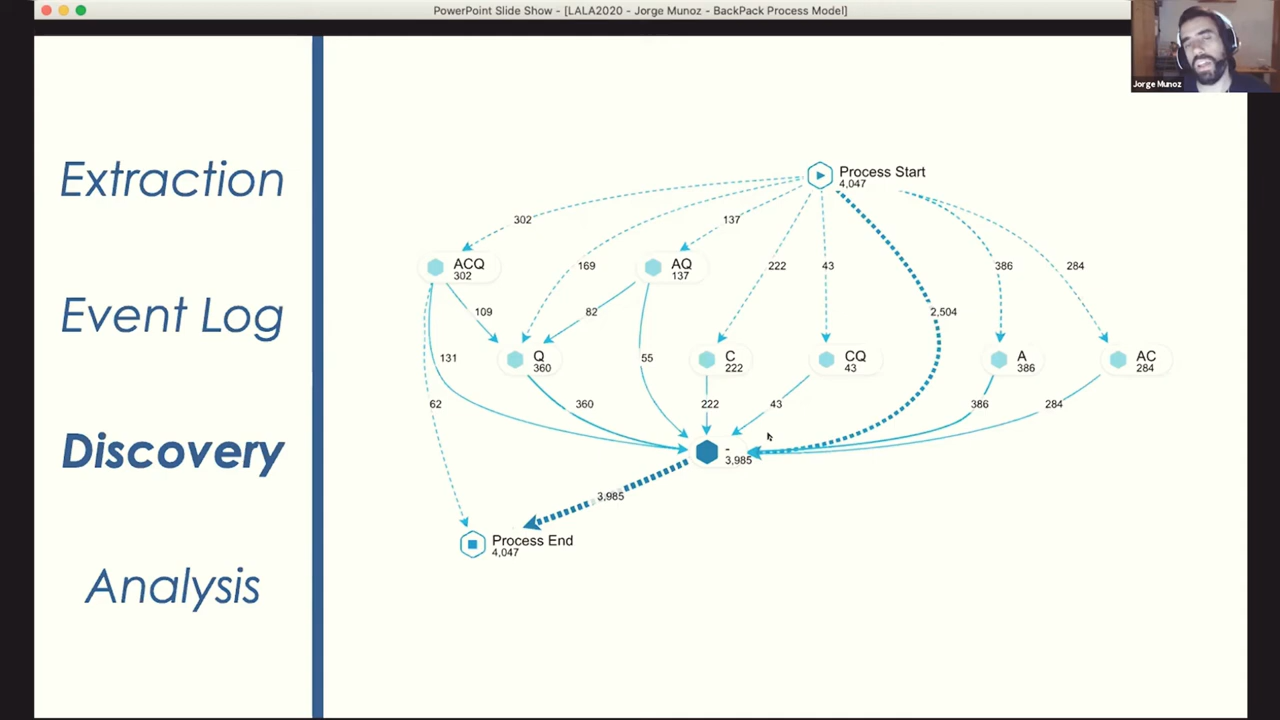 PowerPoint Slide Show - [LALA2020 - Jorge Munoz - BackPack Process Model]
Jorge Munoz
Extraction
Event Log
Discovery
Analysis
Process Start
4,047
302
137
ACQ
302
169
AQ
137
222
43
386
284
109
82
2,504
131
Q
360
55
C
222
CQ
43
A
386
AC
284
62
360
222
43
386
284
-
3,985
3,985
Process End
4,047